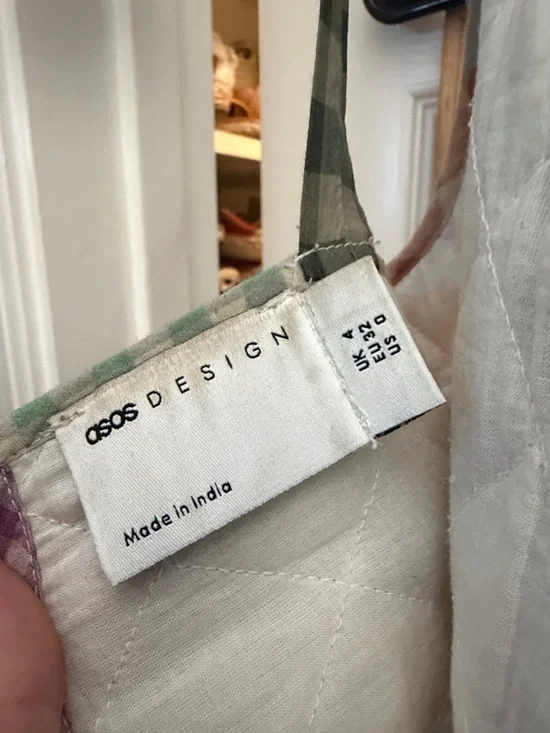 asos DESIGN
Made in India
UK 4
EU 32
US 0